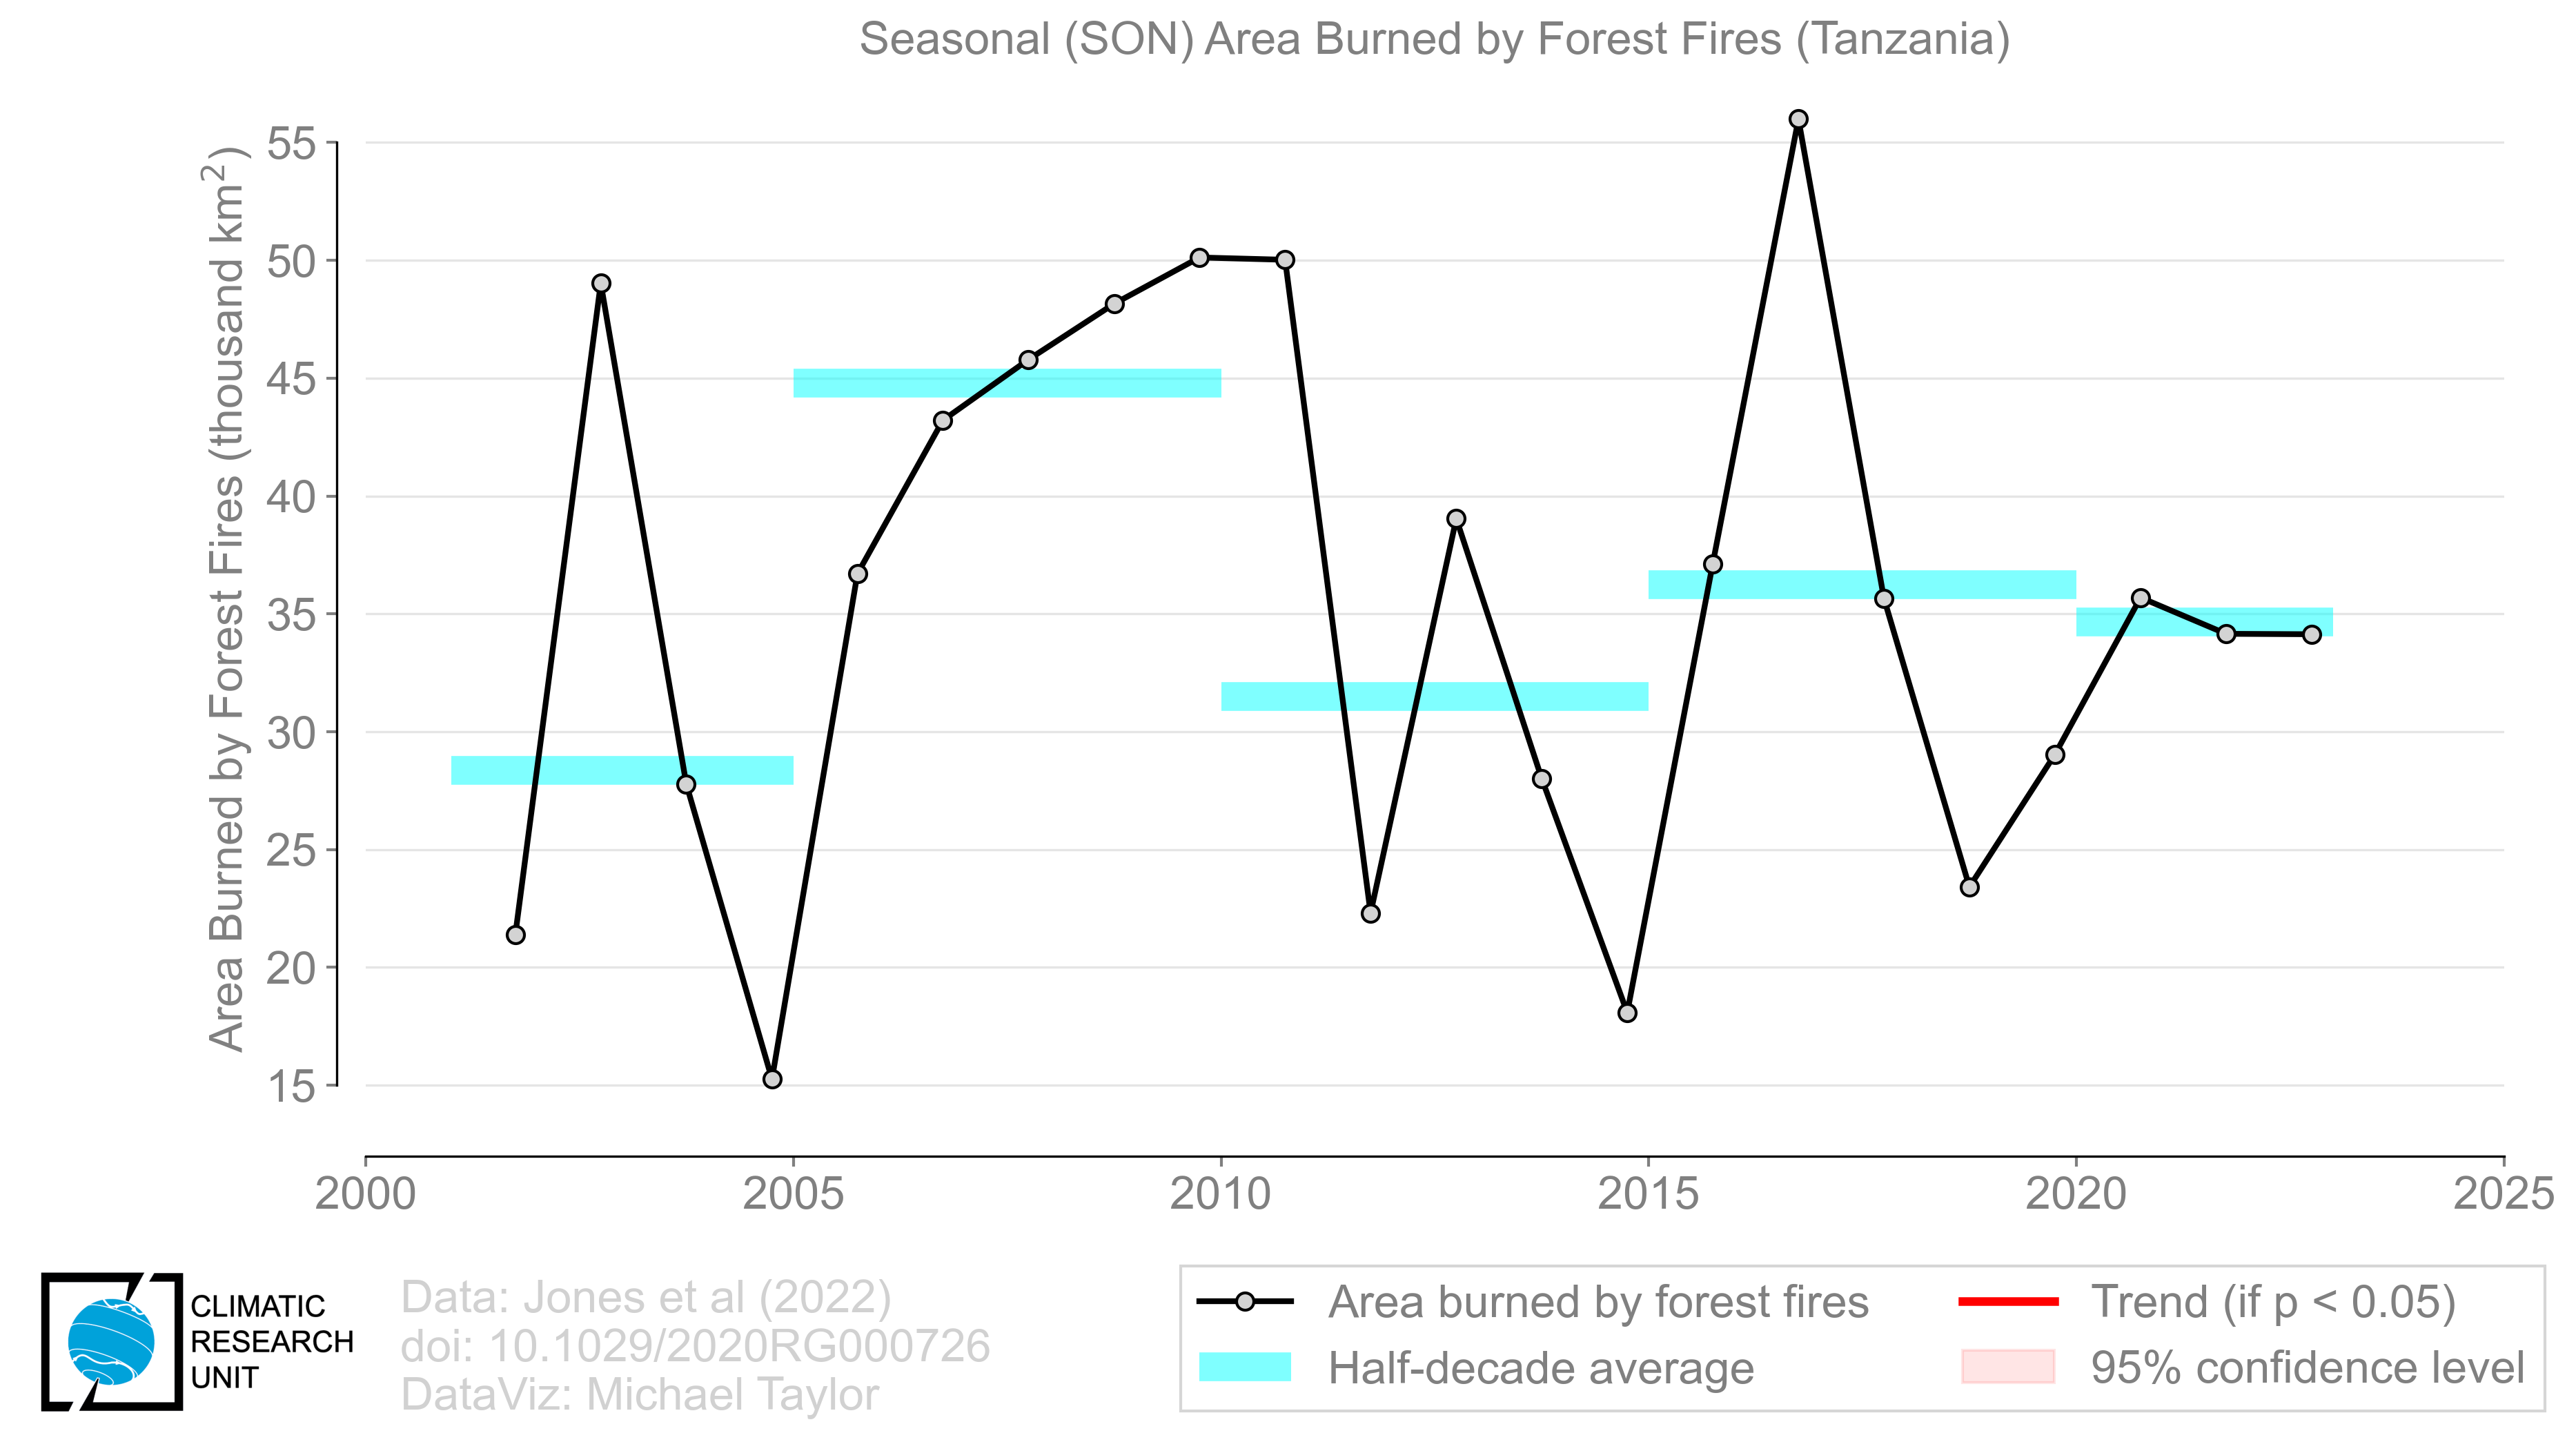 Seasonal (SON) Area Burned by Forest Fires (Tanzania)
Area Burned by Forest Fires (thousand km²)
55
50
45
40
35
30
25
20
15
2000 2005 2010 2015 2020 2025
CLIMATIC
RESEARCH
UNIT
Data: Jones et al (2022)
doi: 10.1029/2020RG000726
DataViz: Michael Taylor
Area burned by forest fires
Half-decade average
Trend (if p < 0.05)
95% confidence level